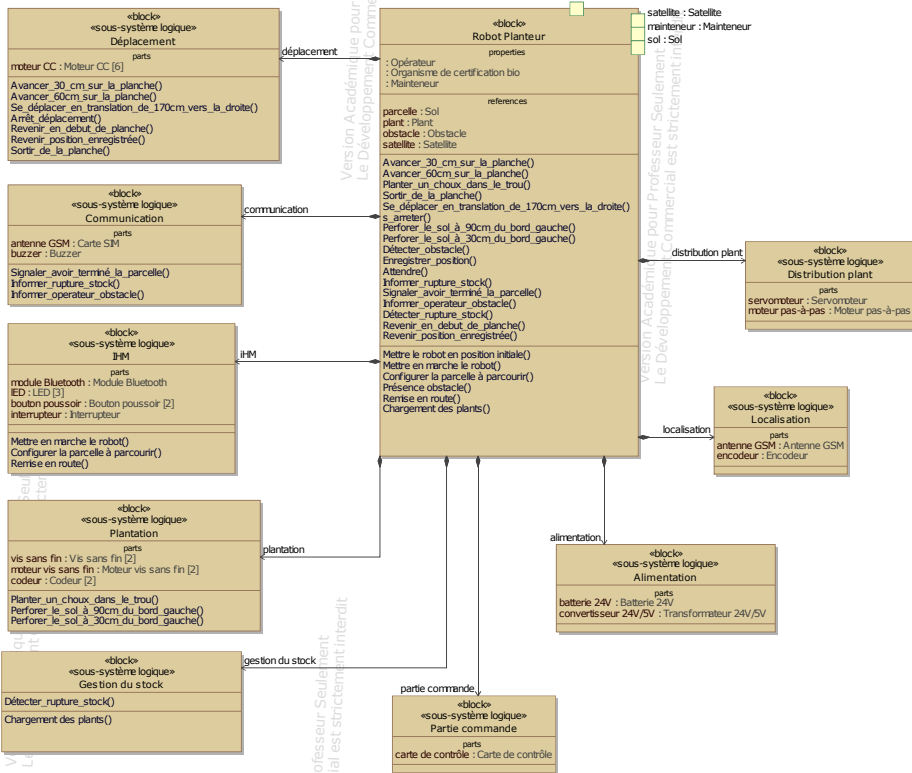 «block»
«sous-système logique»
Déplacement
parts
moteur CC : Moteur CC [6]
Avancer_30_cm_sur_la_planche()
Avancer_60cm_sur_la_planche()
Se_déplacer_en_translation_de_170cm_vers_la_droite()
Arrêt_déplacement()
Revenir_en_debut_de_planche()
Revenir_position_enregistrée()
Sortir_de_la_planche()
déplacement
«block»
Robot Planteur
properties
: Opérateur
: Organisme de certification bio
: Mainteneur
references
parcelle : Sol
plant : Plant
obstacle : Obstacle
satellite : Satellite
Avancer_30_cm_sur_la_planche()
Avancer_60cm_sur_la_planche()
Planter_un_choux_dans_le_trou()
Sortir_de_la_planche()
Se_déplacer_en_translation_de_170cm_vers_la_droite()
s_arreter()
Perforer_le_sol_à_90cm_du_bord_gauche()
Perforer_le_sol_à_30cm_du_bord_gauche()
Détecter_obstacle()
Enregistrer_position()
Attendre()
Informer_rupture_stock()
Signaler_avoir_terminé_la_parcelle()
Informer_operateur_obstacle()
Détecter_rupture_stock()
Revenir_en_debut_de_planche()
Revenir_position_enregistrée()
Mettre le robot en position initiale()
Mettre en marche le robot()
Configurer la parcelle à parcourir()
Présence obstacle()
Remise en route()
Chargement des plants()
satellite : Satellite
mainteneur : Mainteneur
sol : Sol
«block»
«sous-système logique»
Communication
parts
antenne GSM : Carte SIM
buzzer : Buzzer
Signaler_avoir_terminé_la_parcelle()
Informer_rupture_stock()
Informer_operateur_obstacle()
communication
distribution plant
«block»
«sous-système logique»
Distribution plant
parts
servomoteur : Servomoteur
moteur pas-à-pas : Moteur pas-à-pas
«block»
«sous-système logique»
IHM
parts
module Bluetooth : Module Bluetooth
lED : LED [3]
bouton poussoir : Bouton poussoir [2]
interrupteur : Interrupteur
Mettre en marche le robot()
Configurer la parcelle à parcourir()
Remise en route()
iHM
localisation
«block»
«sous-système logique»
Localisation
parts
antenne GSM : Antenne GSM
encodeur : Encodeur
«block»
«sous-système logique»
Plantation
parts
vis sans fin : Vis sans fin [2]
moteur vis sans fin : Moteur vis sans fin [2]
codeur : Codeur [2]
Planter_un_choux_dans_le_trou()
Perforer_le_sol_à_90cm_du_bord_gauche()
Perforer_le_sol_à_30cm_du_bord_gauche()
plantation
alimentation
«block»
«sous-système logique»
Alimentation
parts
batterie 24V : Batterie 24V
convertisseur 24V/5V : Transformateur 24V/5V
«block»
«sous-système logique»
Gestion du stock
Détecter_rupture_stock()
Chargement des plants()
gestion du stock
partie commande
«block»
«sous-système logique»
Partie commande
parts
carte de contrôle : Carte de contrôle
Version Académique pour
Le Développement Comme
Version Académique pour Professeur Seulement
Le Développement Commercial est strictement in
ofesseur Seulement
ial est strictement interdit